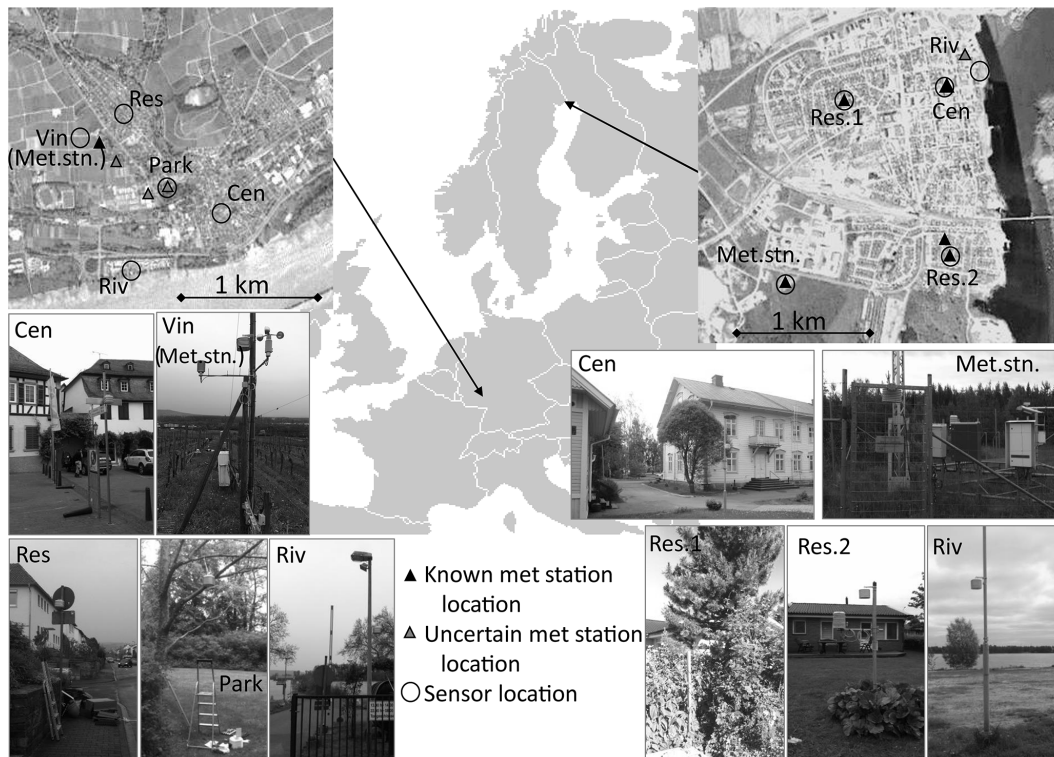 Res
Vin
(Met.stn.)
Park
Cen
Riv
1 km
Riv
Cen
Res.1
Met.stn.
Res.2
1 km
Cen
Vin
(Met.stn.)
Cen
Met.stn.
Res
Park
Riv
Known met station
location
Uncertain met station
location
Sensor location
Res.1
Res.2
Riv